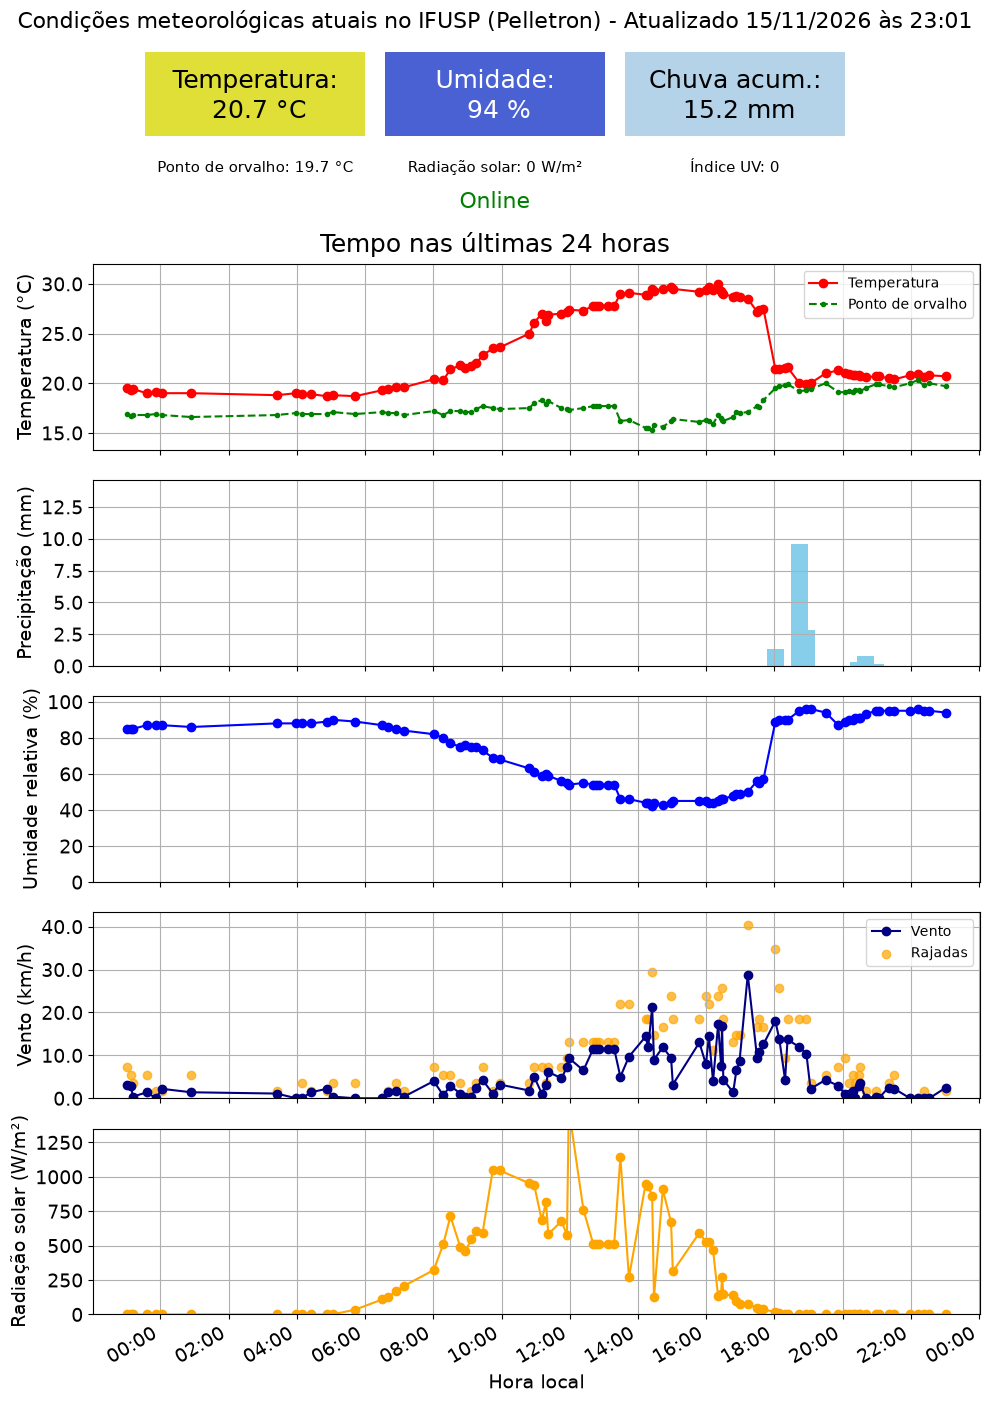 Condições meteorológicas atuais no IFUSP (Pelletron) - Atualizado 15/11/2026 às 23:01
Temperatura:
20.7 °C
Umidade:
94 %
Chuva acum.:
15.2 mm
Ponto de orvalho: 19.7 °C
Radiação solar: 0 W/m²
Índice UV: 0
Online
Tempo nas últimas 24 horas
Temperatura (°C)
30.0
25.0
20.0
15.0
Temperatura
Ponto de orvalho
Precipitação (mm)
12.5
10.0
7.5
5.0
2.5
0.0
Umidade relativa (%)
100
80
60
40
20
0
Vento (km/h)
40.0
30.0
20.0
10.0
0.0
Vento
Rajadas
Radiação solar (W/m²)
1250
1000
750
500
250
0
00:00
02:00
04:00
06:00
08:00
10:00
12:00
14:00
16:00
18:00
20:00
22:00
00:00
Hora local